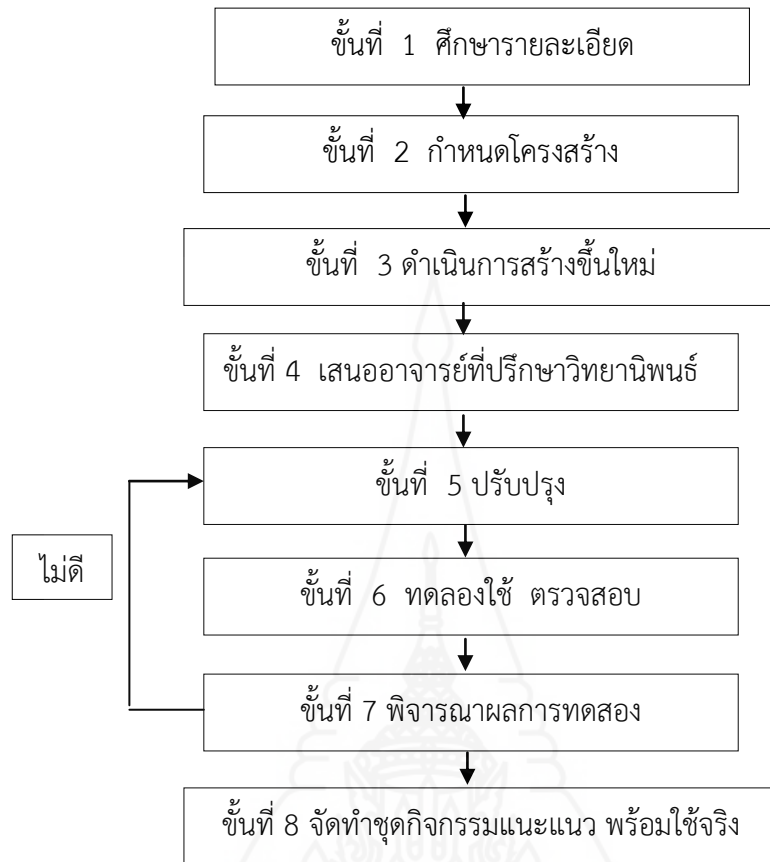 ขั้นที่ 1 ศึกษารายละเอียด
ขั้นที่ 2 กำหนดโครงสร้าง
ขั้นที่ 3 ดำเนินการสร้างขึ้นใหม่
ขั้นที่ 4 เสนออาจารย์ที่ปรึกษาวิทยานิพนธ์
ขั้นที่ 5 ปรับปรุง
ไม่ดี
ขั้นที่ 6 ทดลองใช้ ตรวจสอบ
ขั้นที่ 7 พิจารณาผลการทดสอง
ขั้นที่ 8 จัดทำชุดกิจกรรมแนะแนว พร้อมใช้จริง